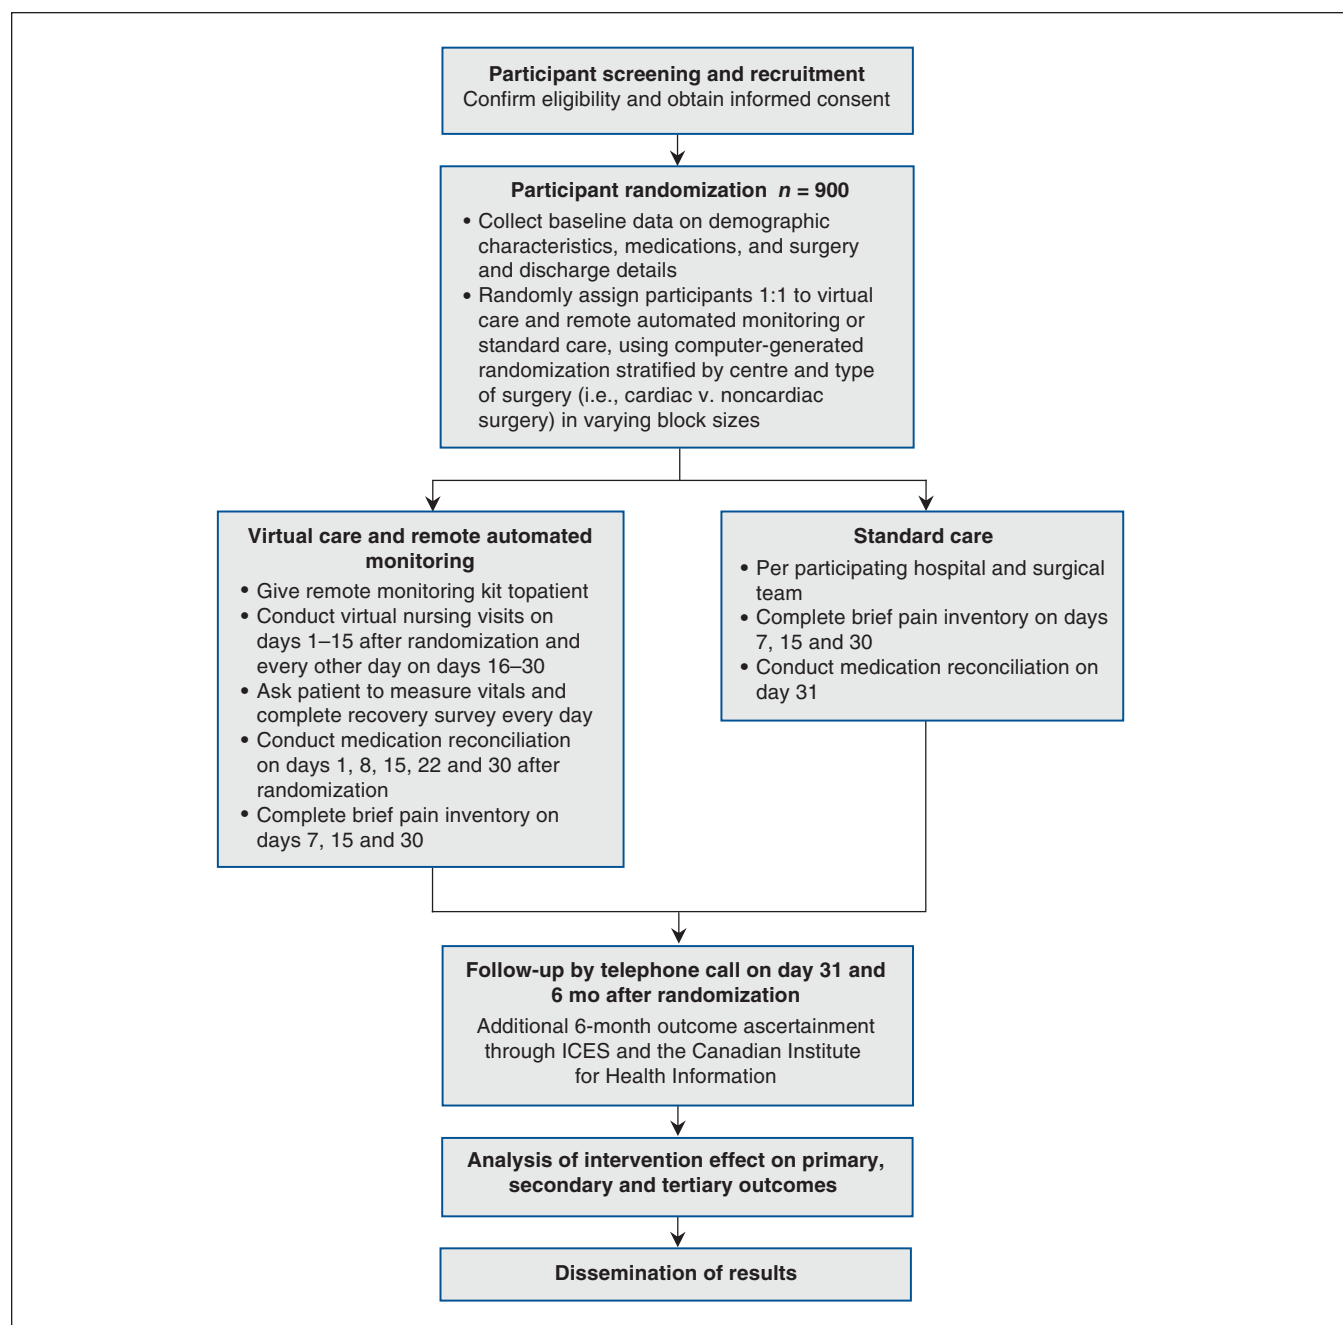 Participant screening and recruitment
Confirm eligibility and obtain informed consent
Participant randomization n = 900
• Collect baseline data on demographic
characteristics, medications, and surgery
and discharge details
• Randomly assign participants 1:1 to virtual
care and remote automated monitoring or
standard care, using computer-generated
randomization stratified by centre and type
of surgery (i.e., cardiac v. noncardiac
surgery) in varying block sizes
Virtual care and remote automated
monitoring
• Give remote monitoring kit topatient
• Conduct virtual nursing visits on
days 1–15 after randomization and
every other day on days 16–30
• Ask patient to measure vitals and
complete recovery survey every day
• Conduct medication reconciliation
on days 1, 8, 15, 22 and 30 after
randomization
• Complete brief pain inventory on
days 7, 15 and 30
Standard care
• Per participating hospital and surgical
team
• Complete brief pain inventory on days
7, 15 and 30
• Conduct medication reconciliation on
day 31
Follow-up by telephone call on day 31 and
6 mo after randomization
Additional 6-month outcome ascertainment
through ICES and the Canadian Institute
for Health Information
Analysis of intervention effect on primary,
secondary and tertiary outcomes
Dissemination of results